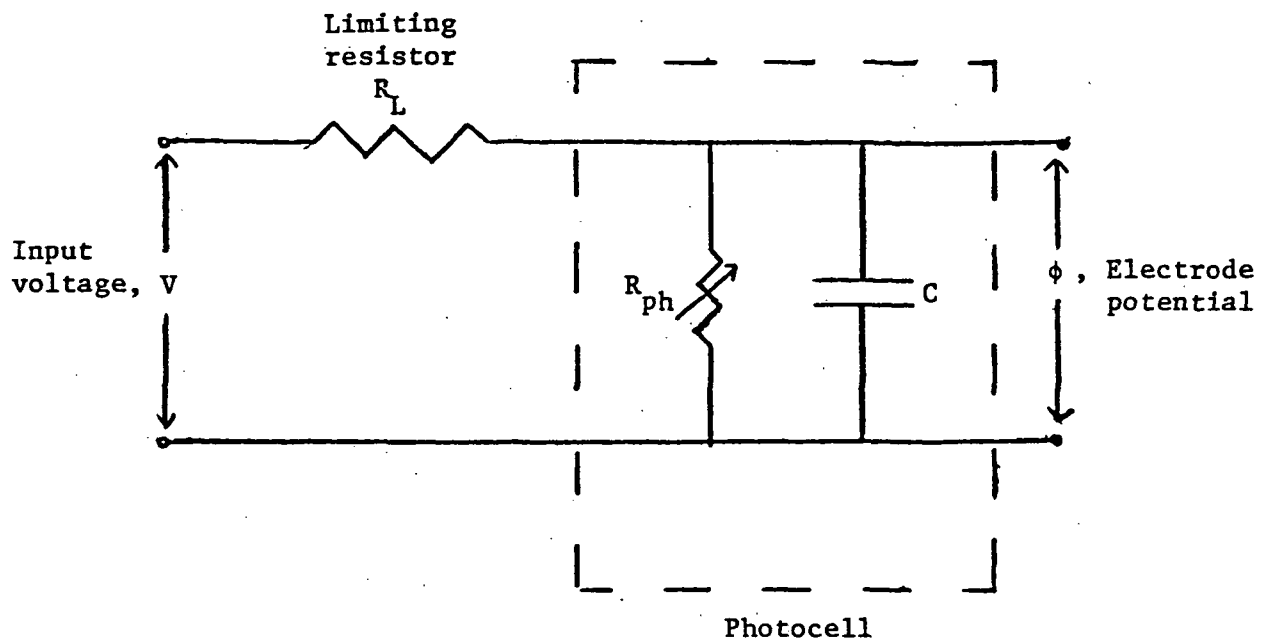 Limiting
resistor
R_L
Input
voltage, V
R_ph
C
ϕ, Electrode
potential
Photocell